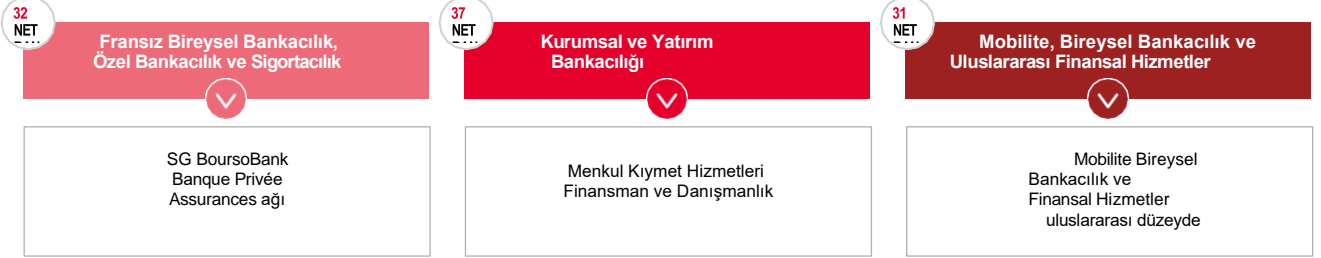 32
NET
Fransız Bireysel Bankacılık,
Özel Bankacılık ve Sigortacılık
SG BoursoBank
Banque Privée
Assurances ağı
37
NET
Kurumsal ve Yatırım
Bankacılığı
Menkul Kıymet Hizmetleri
Finansman ve Danışmanlık
31
NET
Mobilite, Bireysel Bankacılık ve
Uluslararası Finansal Hizmetler
Mobilite Bireysel
Bankacılık ve
Finansal Hizmetler
uluslararası düzeyde